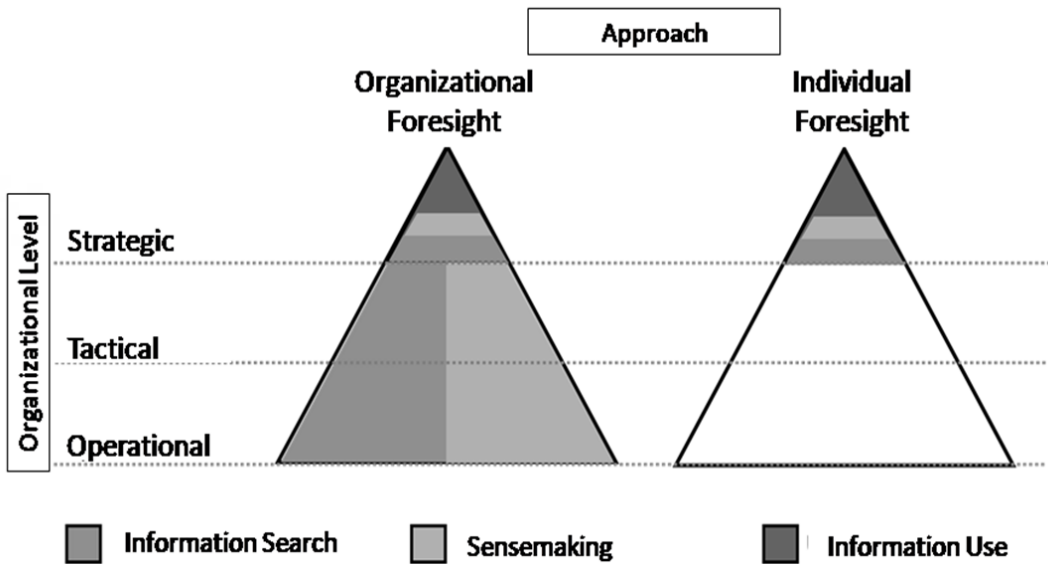 Approach
Organizational
Foresight
Individual
Foresight
Organizational Level
Strategic
Tactical
Operational
Information Search
Sensemaking
Information Use